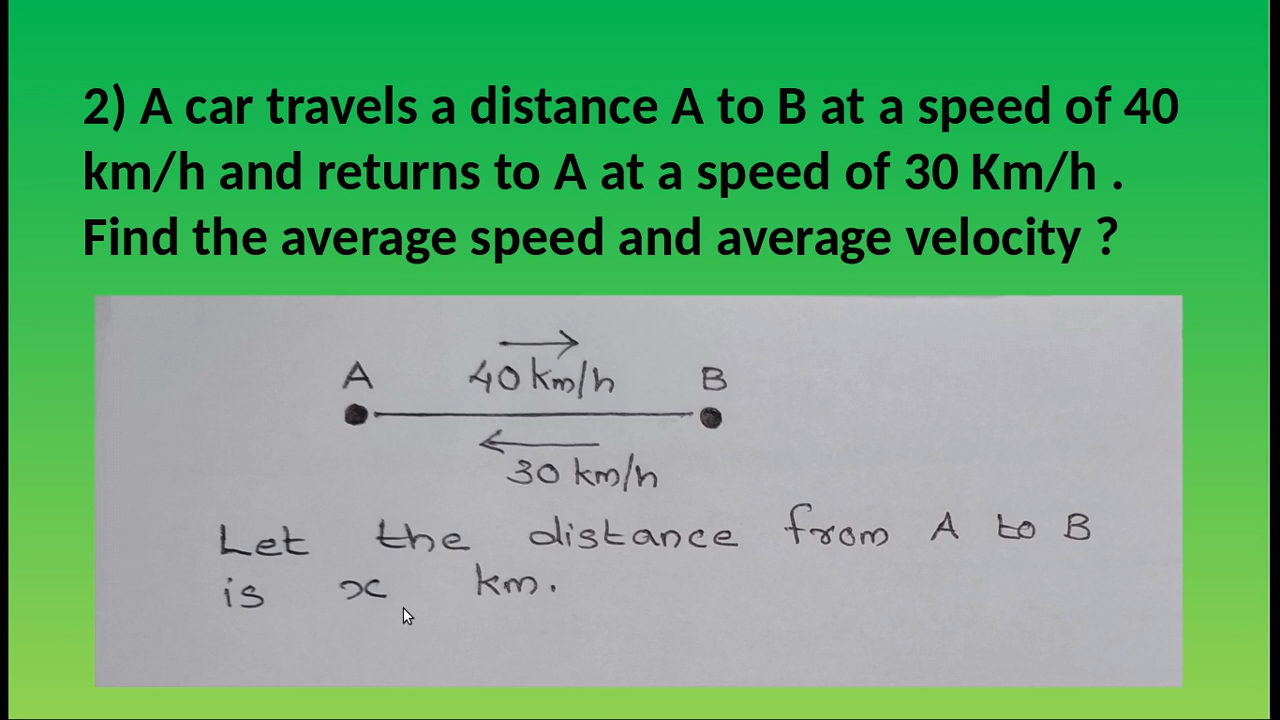 2) A car travels a distance A to B at a speed of 40
km/h and returns to A at a speed of 30 Km/h .
Find the average speed and average velocity ?
A 40 km/h B
30 km/h
Let the distance from A to B
is x km.